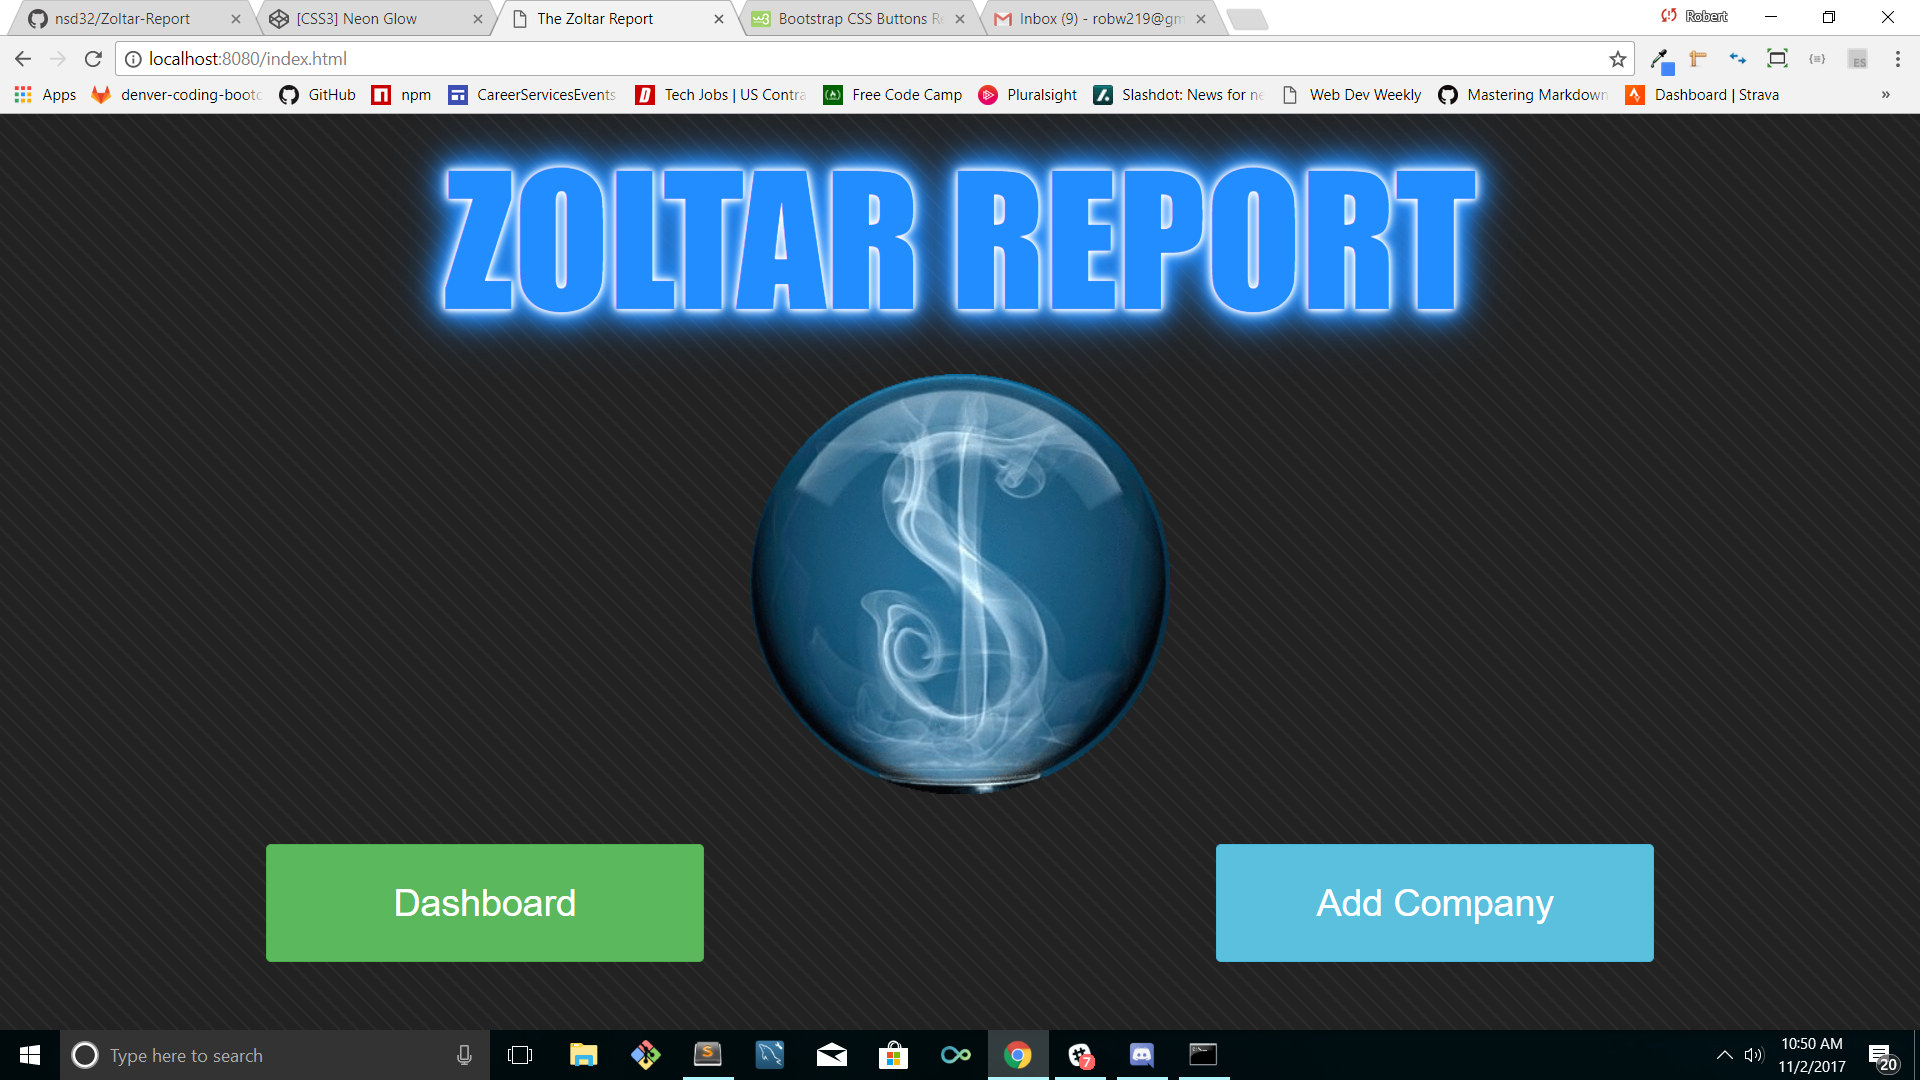 nsd32/Zoltar-Report
[CSS3] Neon Glow
The Zoltar Report
w3
Bootstrap CSS Buttons R
Inbox (9) - robw219@gm
Robert
localhost:8080/index.html
ES
Apps
denver-coding-bootc
GitHub
npm
CareerServicesEvents
Tech Jobs | US Contra
Free Code Camp
Pluralsight
Slashdot: News for ne
Web Dev Weekly
Mastering Markdown
Dashboard | Strava
»
ZOLTAR REPORT
$
Dashboard
Add Company
Type here to search
S
7
10:50 AM
11/2/2017
20